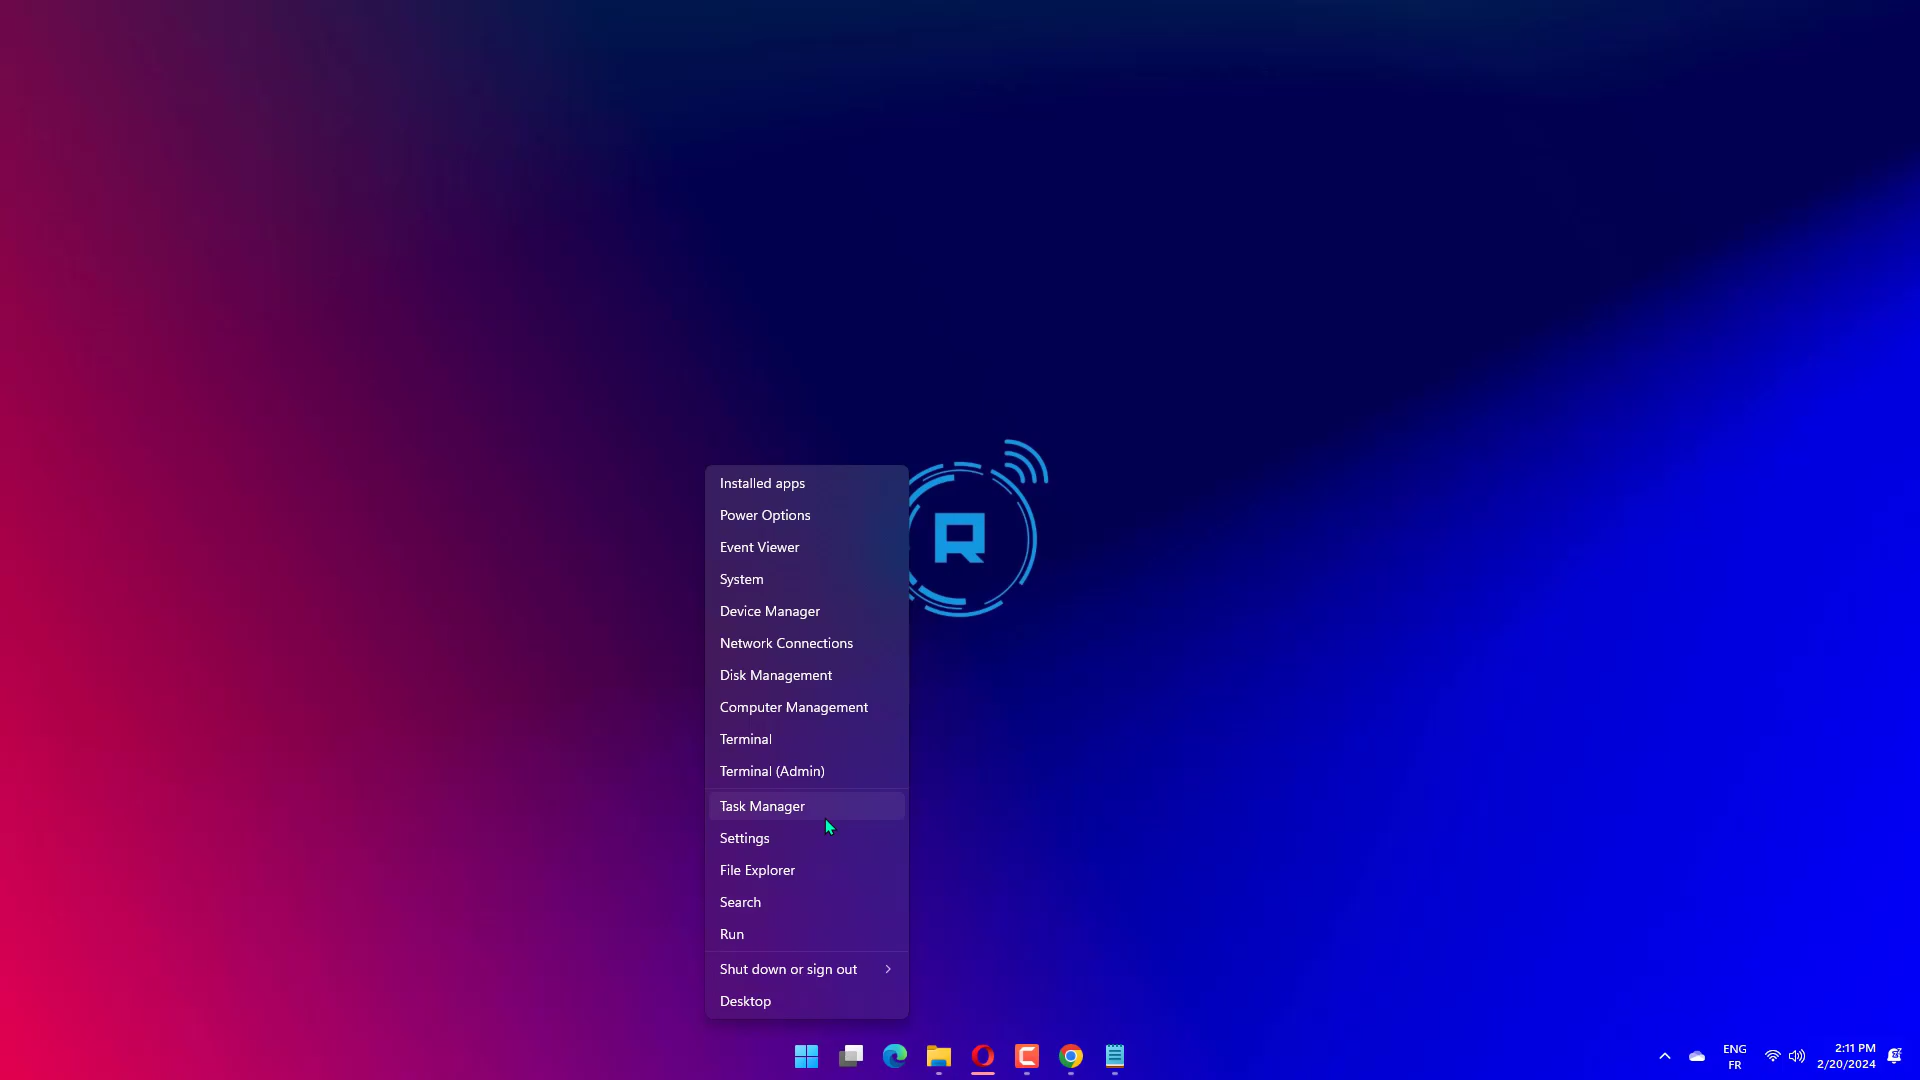 Installed apps
Power Options
Event Viewer
System
Device Manager
Network Connections
Disk Management
Computer Management
Terminal
Terminal (Admin)
Task Manager
Settings
File Explorer
Search
Run
Shut down or sign out
Desktop
R
ENG
FR
2:11 PM
2/20/2024